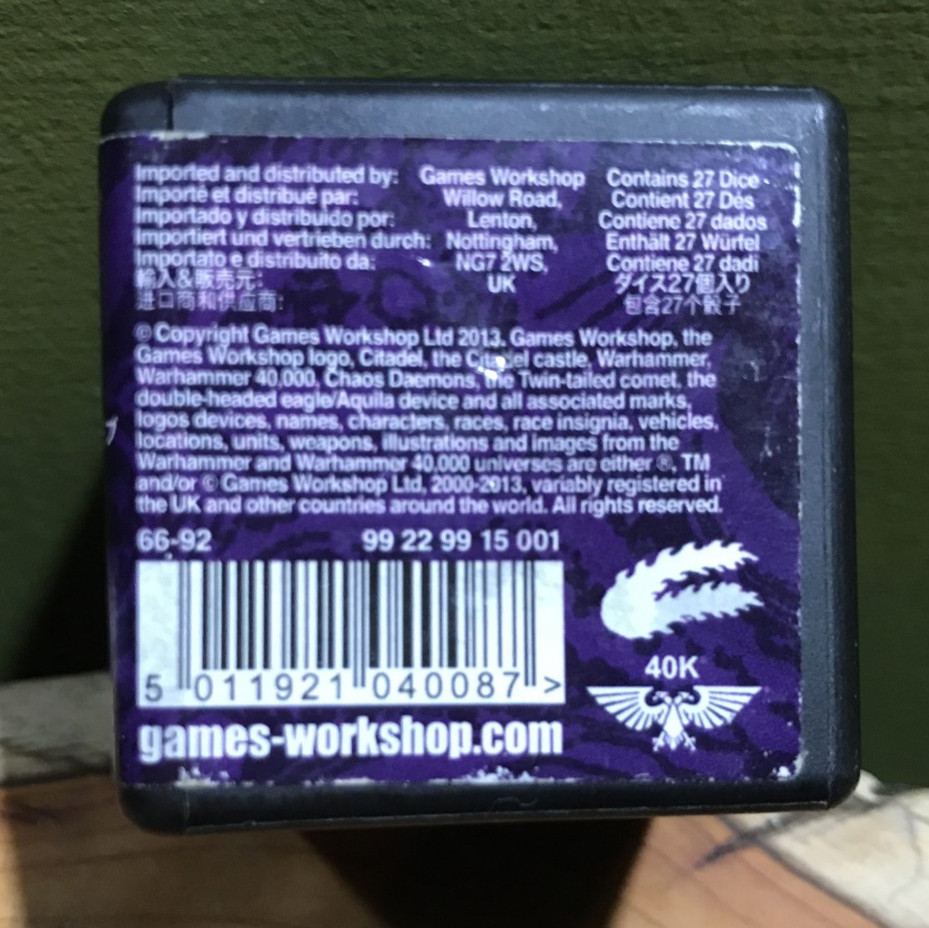 Imported and distributed by:
Importé et distribué par:
Importado y distribuido por:
Importiert und vertrieben durch:
Importato e distribuito da:
輸入&販売元:
进口商和供应商:
Games Workshop
Willow Road,
Lenton,
Nottingham,
NG7 2WS,
UK
Contains 27 Dice
Contient 27 Dés
Contiene 27 dados
Enthält 27 Würfel
Contiene 27 dadi
ダイス27個入り
包含27个骰子
© Copyright Games Workshop Ltd 2013. Games Workshop, the
Games Workshop logo, Citadel, the Citadel castle, Warhammer,
Warhammer 40,000, Chaos Daemons, the Twin-tailed comet, the
double-headed eagle/Aquila device and all associated marks,
logos devices, names, characters, races, race insignia, vehicles,
locations, units, weapons, illustrations and images from the
Warhammer and Warhammer 40,000 universes are either ®, TM
and/or © Games Workshop Ltd, 2000-2013, variably registered in
the UK and other countries around the world. All rights reserved.
66-92 99 22 99 15 001
5 011921 040087 >
40K
games-workshop.com